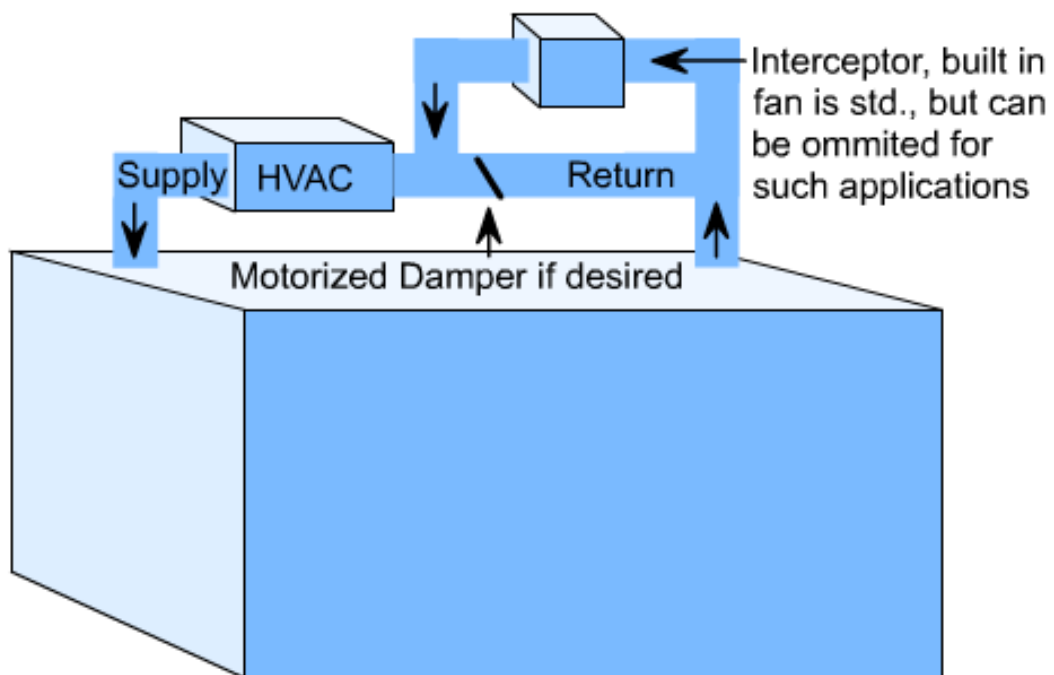 Interceptor, built in
fan is std., but can
be ommited for
such applications
Supply
HVAC
Return
Motorized Damper if desired